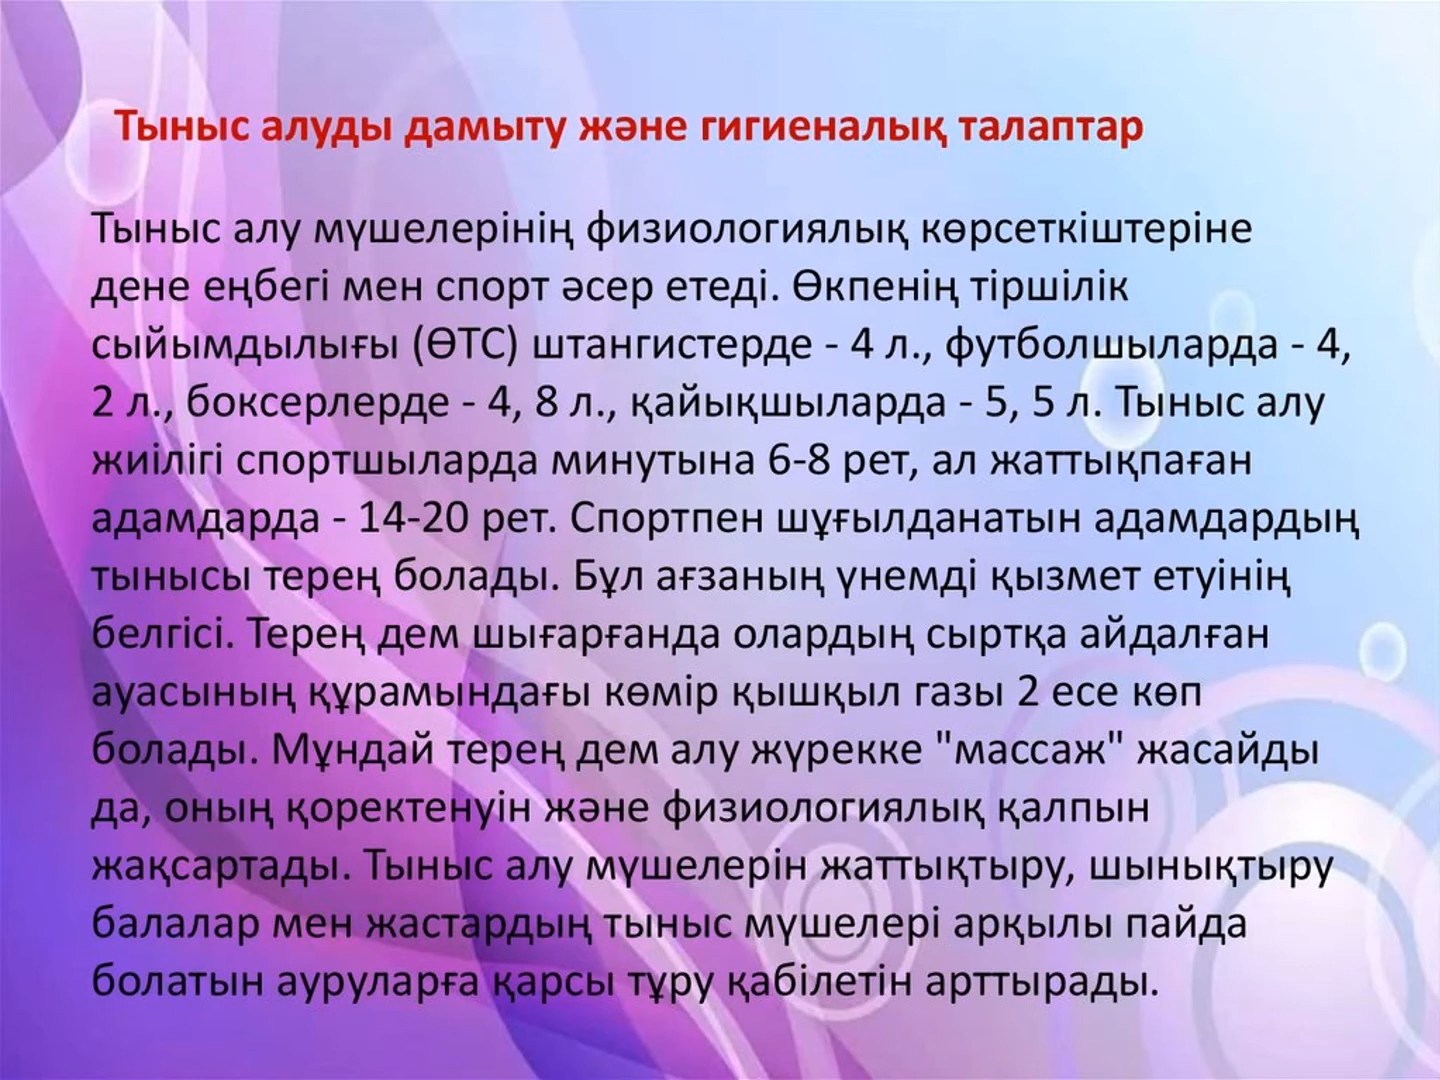 Тыныс алуды дамыту және гигиеналық талаптар
Тыныс алу мүшелерінің физиологиялық көрсеткіштеріне
дене еңбегі мен спорт әсер етеді. Өкпенің тіршілік
сыйымдылығы (ӨТС) штангистерде - 4 л., футболшыларда - 4,
2 л., боксерлерде - 4, 8 л., қайықшыларда - 5, 5 л. Тыныс алу
жиілігі спортшыларда минутына 6-8 рет, ал жаттықпаған
адамдарда - 14-20 рет. Спортпен шұғылданатын адамдардың
тынысы терең болады. Бұл ағзаның үнемді қызмет етуінің
белгісі. Терең дем шығарғанда олардың сыртқа айдалған
ауасының құрамындағы көмір қышқыл газы 2 есе көп
болады. Мұндай терең дем алу жүрекке "массаж" жасайды
да, оның қоректенуін және физиологиялық қалпын
жақсартады. Тыныс алу мүшелерін жаттықтыру, шынықтыру
балалар мен жастардың тыныс мүшелері арқылы пайда
болатын ауруларға қарсы тұру қабілетін арттырады.